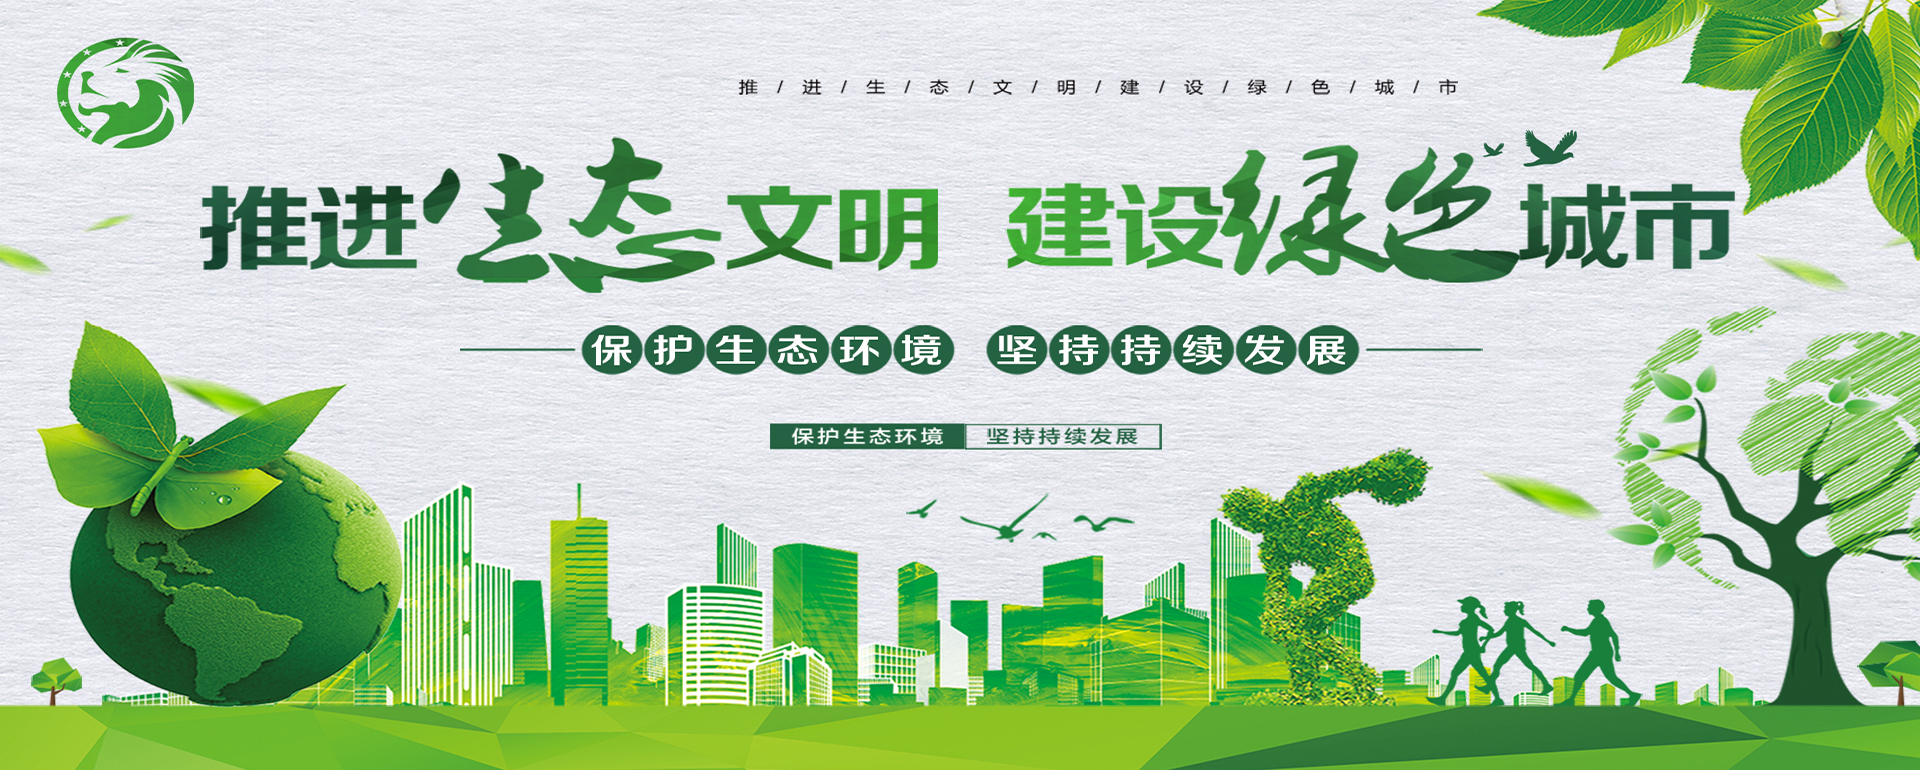 推/进/生/态/文/明/建/设/绿/色/城/市
推进生态文明 建设绿色城市
保护生态环境 坚持持续发展
保护生态环境 坚持持续发展